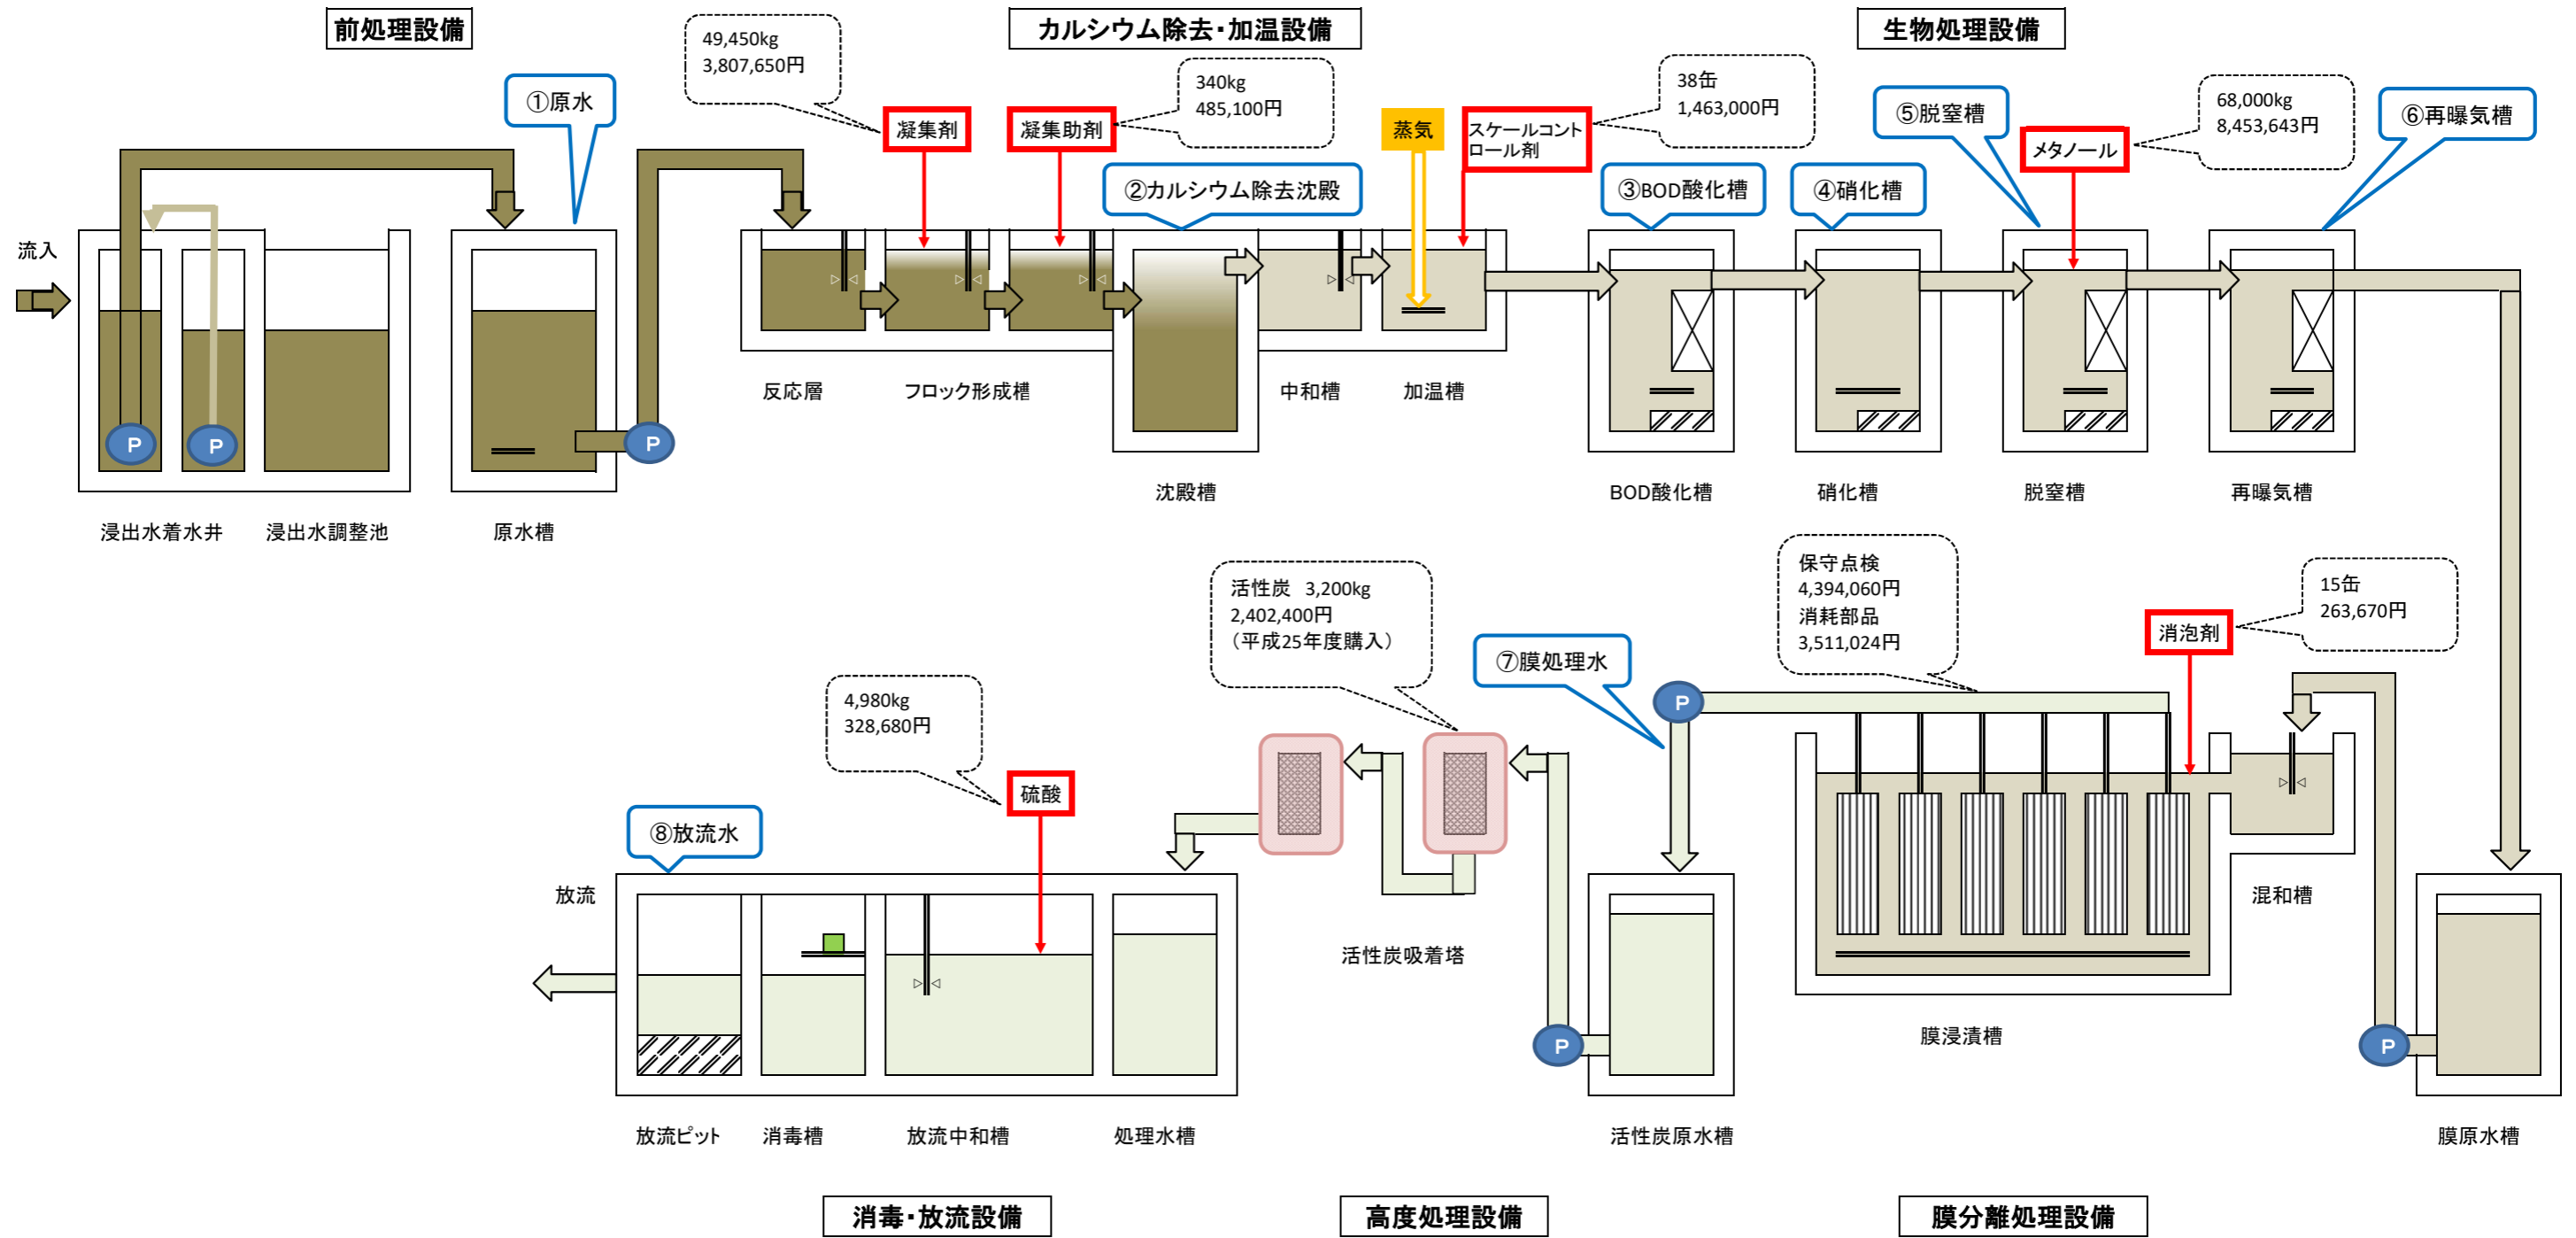 前処理設備
カルシウム除去・加温設備
生物処理設備
49,450kg
3,807,650円
340kg
485,100円
38缶
1,463,000円
68,000kg
8,453,643円
①原水
凝集剤
凝集助剤
蒸気
スケールコント
ロール剤
⑤脱窒槽
メタノール
⑥再曝気槽
②カルシウム除去沈殿
③BOD酸化槽
④硝化槽
流入
P
P
P
反応層
フロック形成槽
中和槽
加温槽
沈殿槽
BOD酸化槽
硝化槽
脱窒槽
再曝気槽
浸出水着水井
浸出水調整池
原水槽
活性炭 3,200kg
2,402,400円
（平成25年度購入）
保守点検
4,394,060円
消耗部品
3,511,024円
15缶
263,670円
消泡剤
⑦膜処理水
P
4,980kg
328,680円
硫酸
⑧放流水
放流
活性炭吸着塔
混和槽
膜浸漬槽
P
P
放流ピット
消毒槽
放流中和槽
処理水槽
活性炭原水槽
膜原水槽
消毒・放流設備
高度処理設備
膜分離処理設備